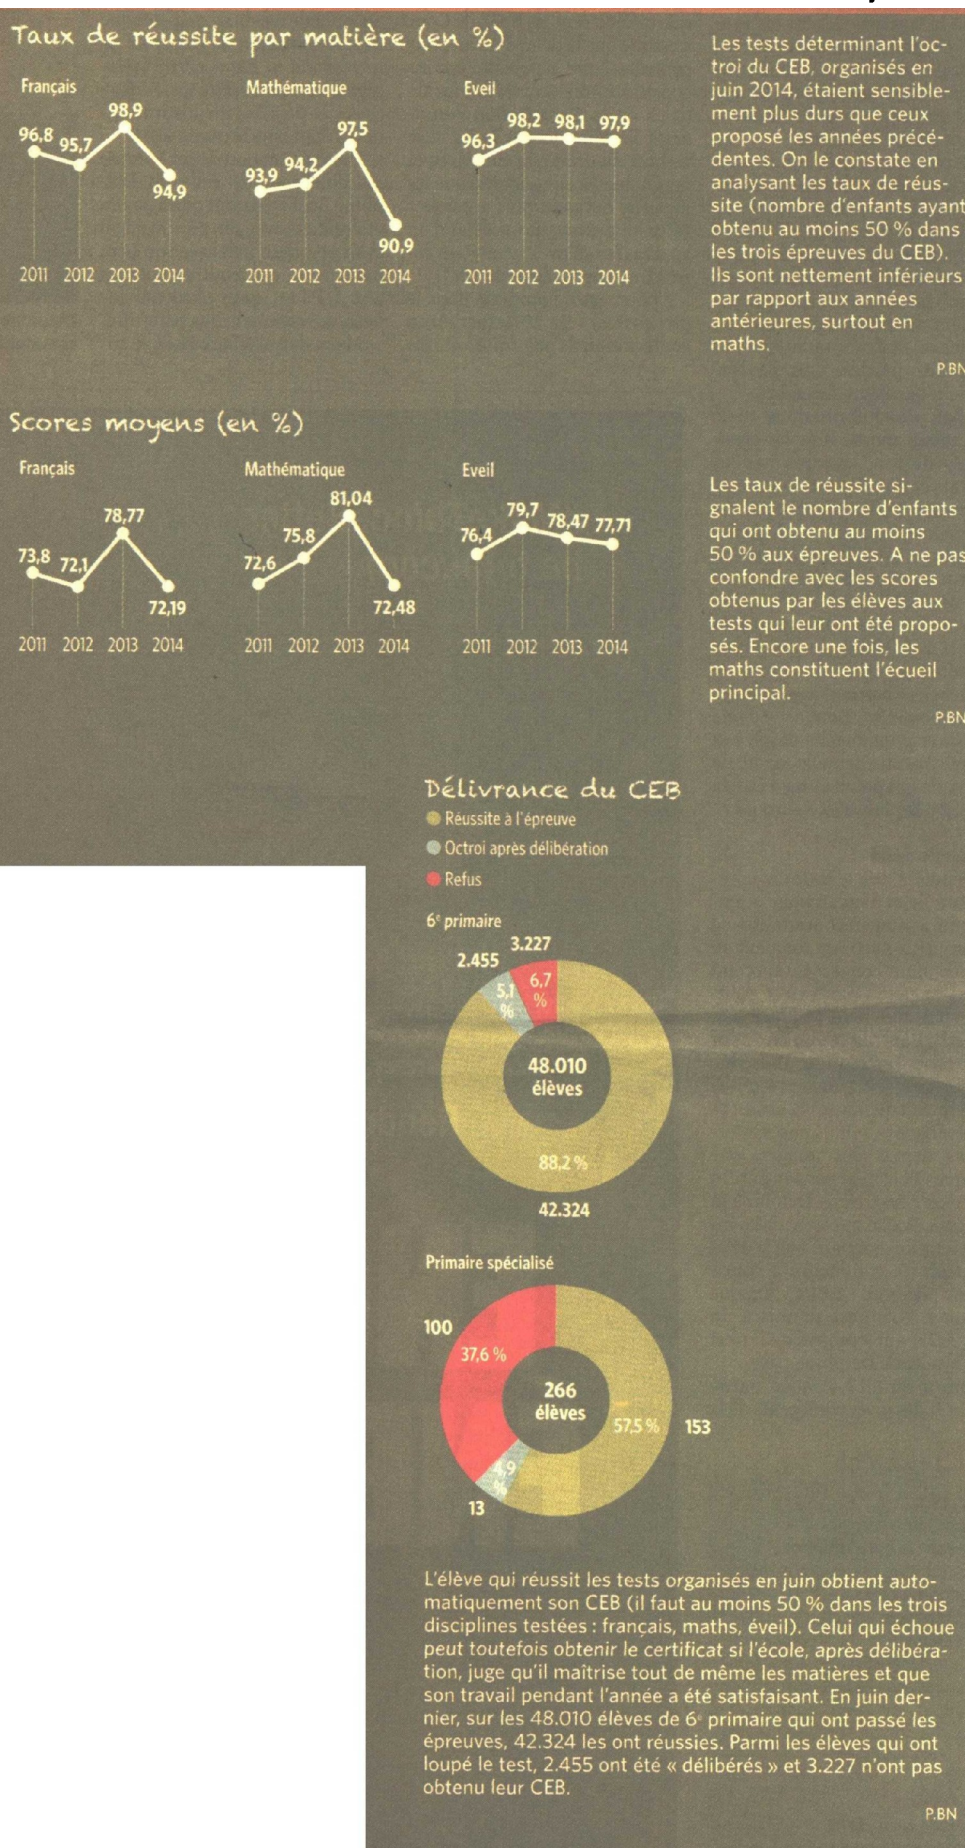 Taux de réussite par matière (en %)
Français
96,8 95,7 98,9 94,9
2011 2012 2013 2014
Mathématique
93,9 94,2 97,5 90,9
2011 2012 2013 2014
Eveil
96,3 98,2 98,1 97,9
2011 2012 2013 2014
Les tests déterminant l'oc-
troi du CEB, organisés en
juin 2014, étaient sensible-
ment plus durs que ceux
proposé les années précé-
dentes. On le constate en
analysant les taux de réus-
site (nombre d'enfants ayant
obtenu au moins 50 % dans
les trois épreuves du CEB).
Ils sont nettement inférieurs
par rapport aux années
antérieures, surtout en
maths.
P.BN
Scores moyens (en %)
Français
73,8 72,1 78,77 72,19
2011 2012 2013 2014
Mathématique
72,6 75,8 81,04 72,48
2011 2012 2013 2014
Eveil
76,4 79,7 78,47 77,71
2011 2012 2013 2014
Les taux de réussite si-
gnalent le nombre d'enfants
qui ont obtenu au moins
50 % aux épreuves. A ne pas
confondre avec les scores
obtenus par les élèves aux
tests qui leur ont été propo-
sés. Encore une fois, les
maths constituent l'écueil
principal.
P.BN
Délivrance du CEB
Réussite à l'épreuve
Octroi après délibération
Refus
6e primaire
3.227
2.455
6,7
%
5,1
%
48.010
élèves
88,2 %
42.324
Primaire spécialisé
100
37,6 %
266
élèves
57,5 % 153
4,9
%
13
L'élève qui réussit les tests organisés en juin obtient auto-
matiquement son CEB (il faut au moins 50 % dans les trois
disciplines testées : français, maths, éveil). Celui qui échoue
peut toutefois obtenir le certificat si l'école, après délibéra-
tion, juge qu'il maîtrise tout de même les matières et que
son travail pendant l'année a été satisfaisant. En juin der-
nier, sur les 48.010 élèves de 6e primaire qui ont passé les
épreuves, 42.324 les ont réussies. Parmi les élèves qui ont
loupé le test, 2.455 ont été « délibérés » et 3.227 n'ont pas
obtenu leur CEB.
P.BN